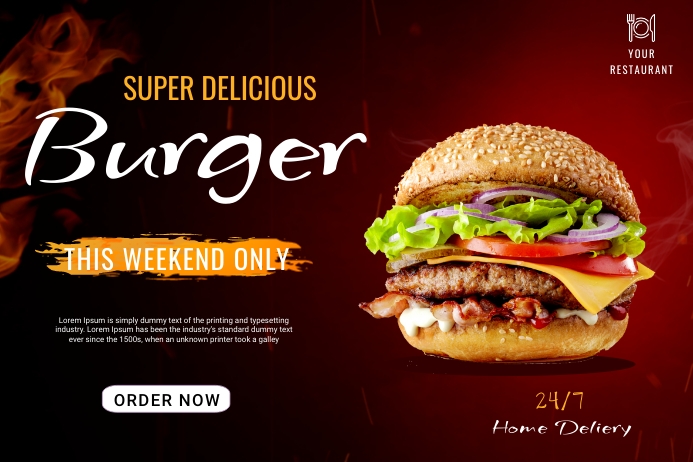 YOUR
RESTAURANT
SUPER DELICIOUS
Burger
THIS WEEKEND ONLY
Lorem Ipsum is simply dummy text of the printing and typesetting
industry. Lorem Ipsum has been the industry's standard dummy text
ever since the 1500s, when an unknown printer took a galley
ORDER NOW
24/7
Home Deliery